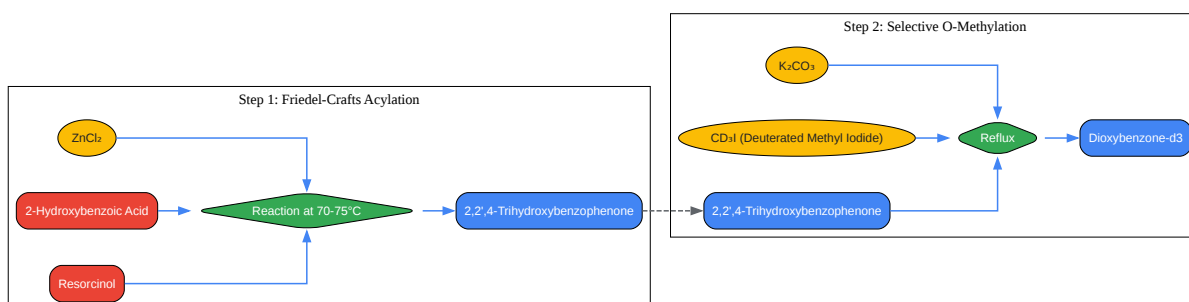 Step 2: Selective O-Methylation
K₂CO₃
CD₃I (Deuterated Methyl Iodide)
Reflux
Dioxybenzone-d3
2,2',4-Trihydroxybenzophenone
Step 1: Friedel-Crafts Acylation
ZnCl₂
2-Hydroxybenzoic Acid
Reaction at 70-75°C
2,2',4-Trihydroxybenzophenone
Resorcinol